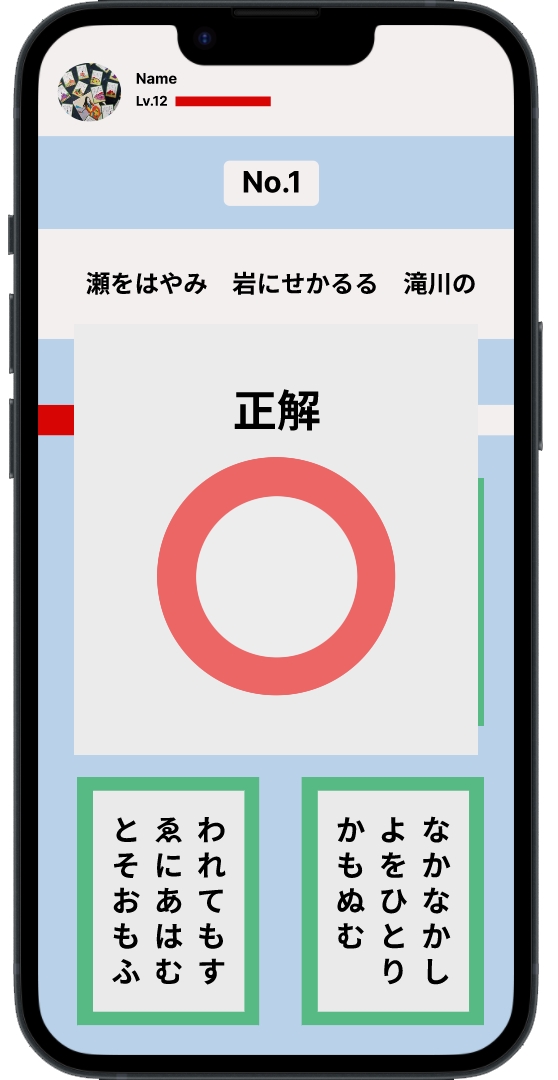 Name
Lv.12
No.1
瀬をはやみ 岩にせかるる 滝川の
正解
われてもす
ゑにあはむ
とそおもふ
なかなかし
よをひとり
かもぬむ